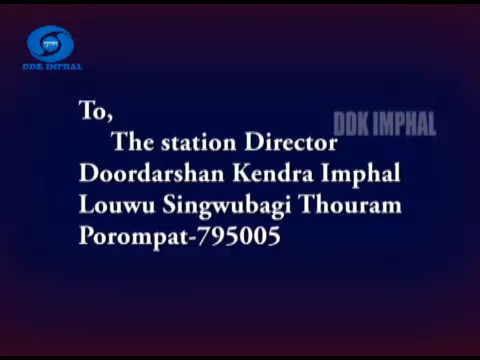 DDK IMPHAL
DDK IMPHAL
To,
The station Director
Doordarshan Kendra Imphal
Louwu Singwubagi Thouram
Porompat-795005